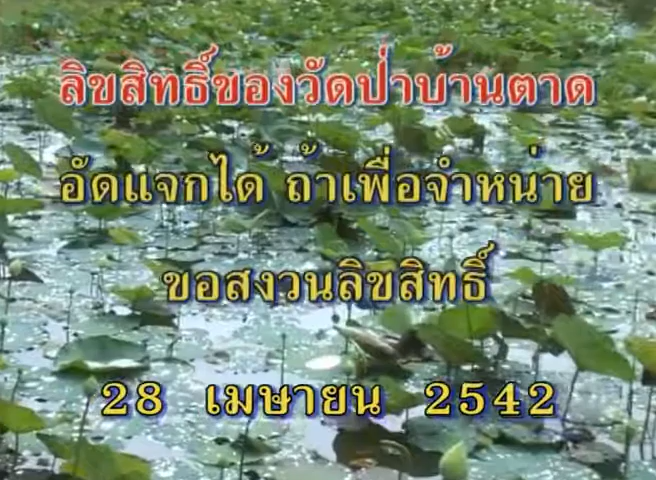 ลิขสิทธิ์ของวัดป่าบ้านตาด
อัดแจกได้ ถ้าเพื่อจำหน่าย
ขอสงวนลิขสิทธิ์
28 เมษายน 2542